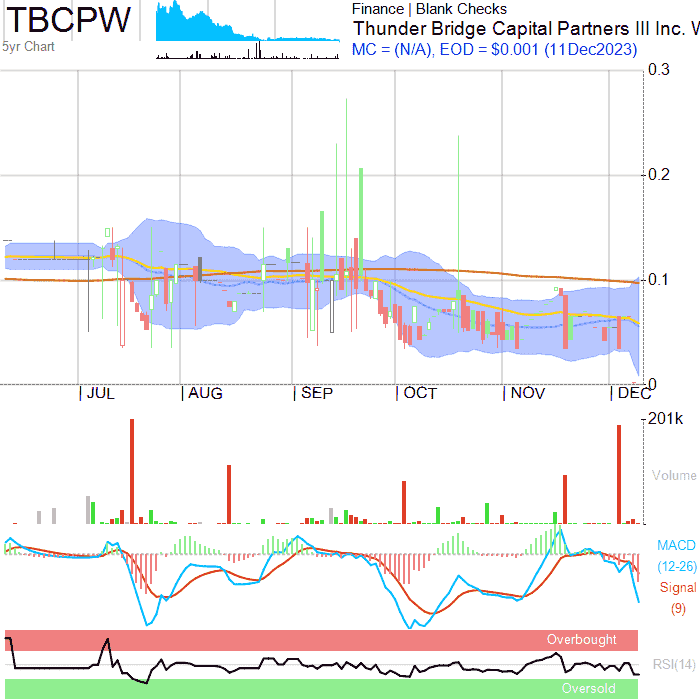 TBCPW
5yr Chart
Finance | Blank Checks
Thunder Bridge Capital Partners III Inc. W
MC = (N/A), EOD = $0.001 (11Dec2023)
0.3
0.2
0.1
0
| JUL
| AUG
| SEP
| OCT
| NOV
| DEC
201k
Volume
MACD
(12-26)
Signal
(9)
Overbought
RSI(14)
Oversold